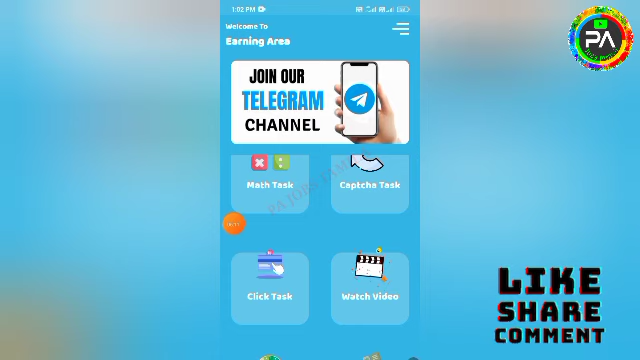 1:02 PM
Welcome To
Earning Area
JOIN OUR
TELEGRAM
CHANNEL
Math Task
Captcha Task
Click Task
Watch Video
PA
LIKE
SHARE
COMMENT